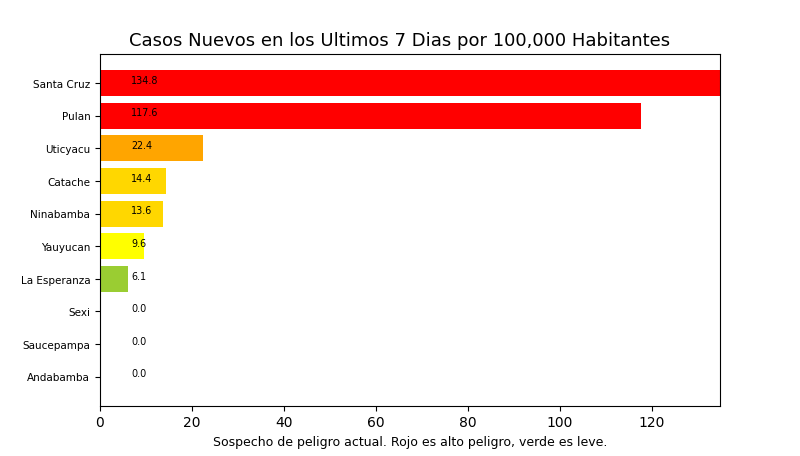 Casos Nuevos en los Ultimos 7 Dias por 100,000 Habitantes
Santa Cruz 134.8
Pulan 117.6
Uticyacu 22.4
Catache 14.4
Ninabamba 13.6
Yauyucan 9.6
La Esperanza 6.1
Sexi 0.0
Saucepampa 0.0
Andabamba 0.0
0 20 40 60 80 100 120
Sospecho de peligro actual. Rojo es alto peligro, verde es leve.